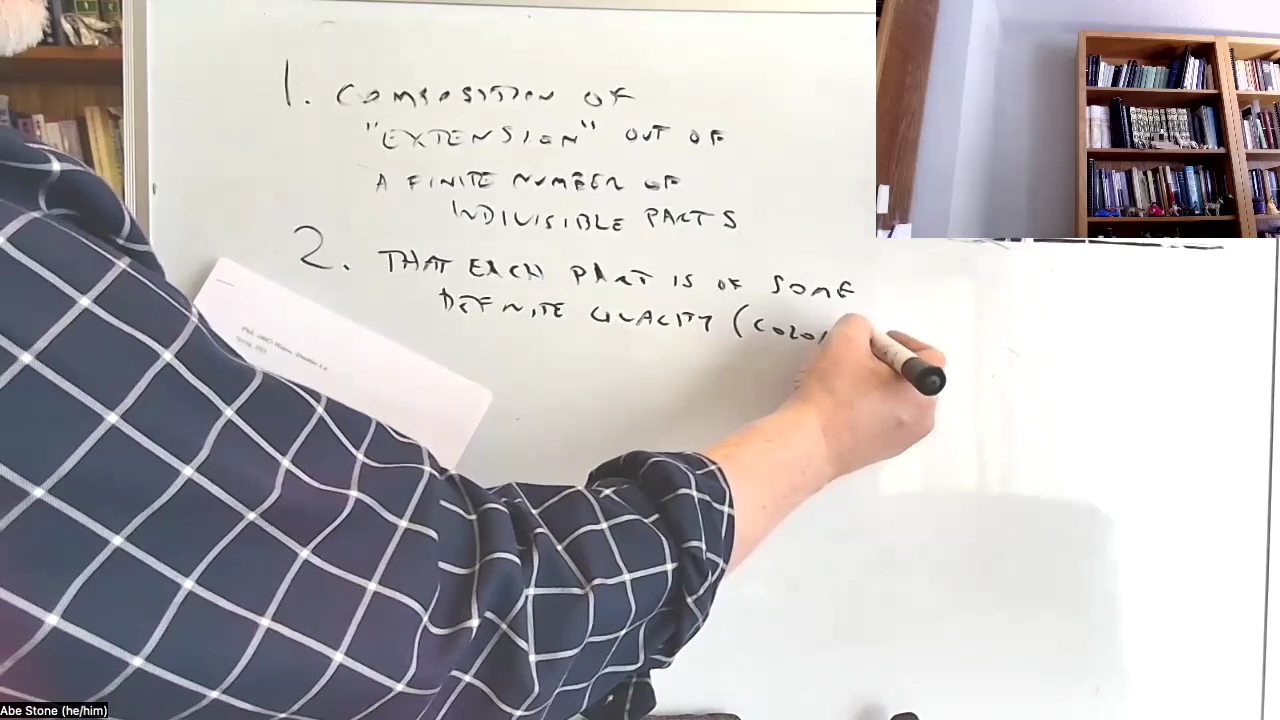 1. COMPOSITION OF
"EXTENSION" OUT OF
A FINITE NUMBER OF
INDIVISIBLE PARTS
2. THAT EACH PART IS OF SOME
DEFINITE QUALITY (COLO
Abe Stone (he/him)